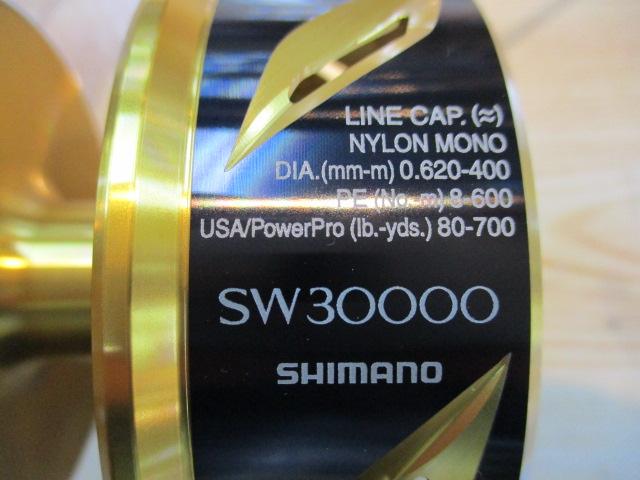 LINE CAP. (≈)
NYLON MONO
DIA.(mm-m) 0.620-400
PE (No.-m) 8-600
USA/PowerPro (lb.-yds.) 80-700
SW30000
SHIMANO